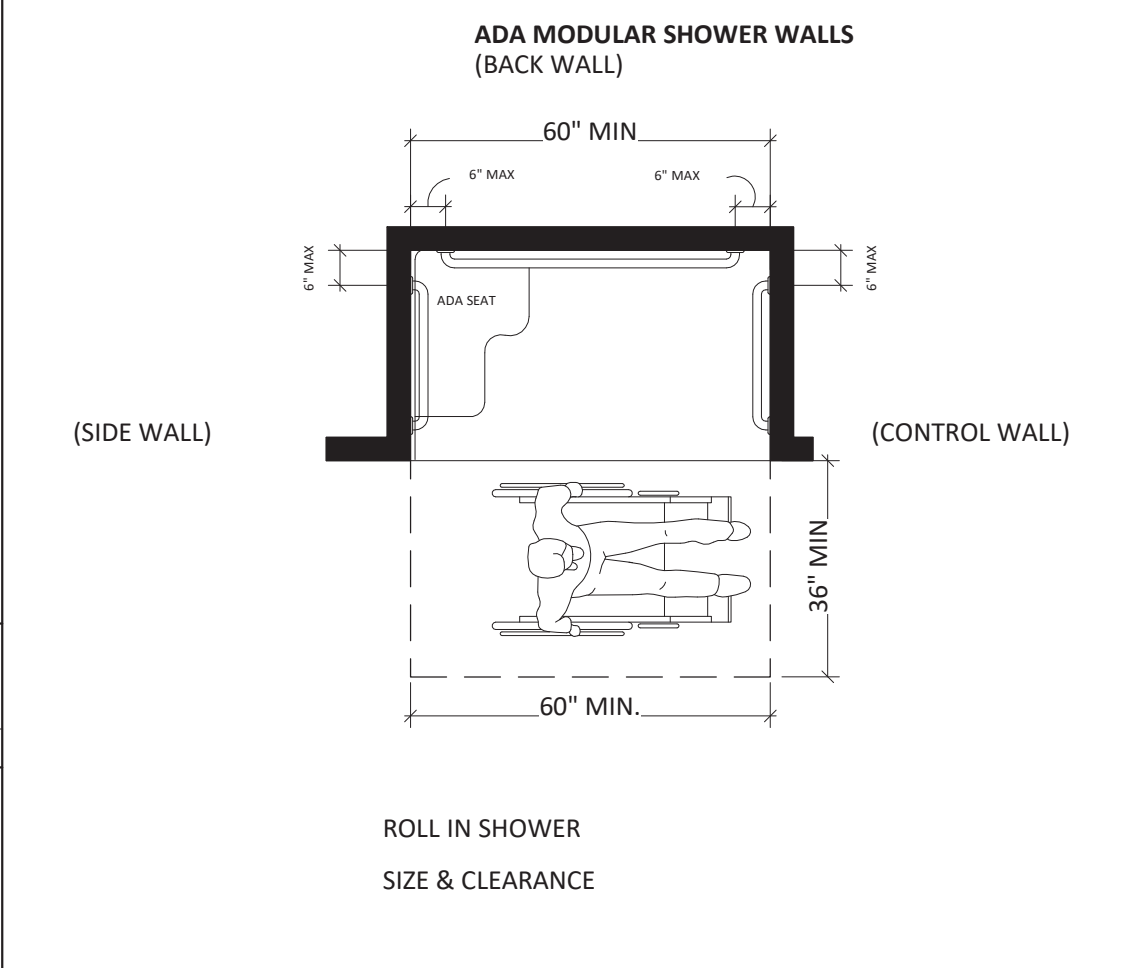 ADA MODULAR SHOWER WALLS
(BACK WALL)
60" MIN
6" MAX
6" MAX
6" MAX
6" MAX
ADA SEAT
(SIDE WALL)
(CONTROL WALL)
36" MIN
60" MIN.
ROLL IN SHOWER
SIZE & CLEARANCE